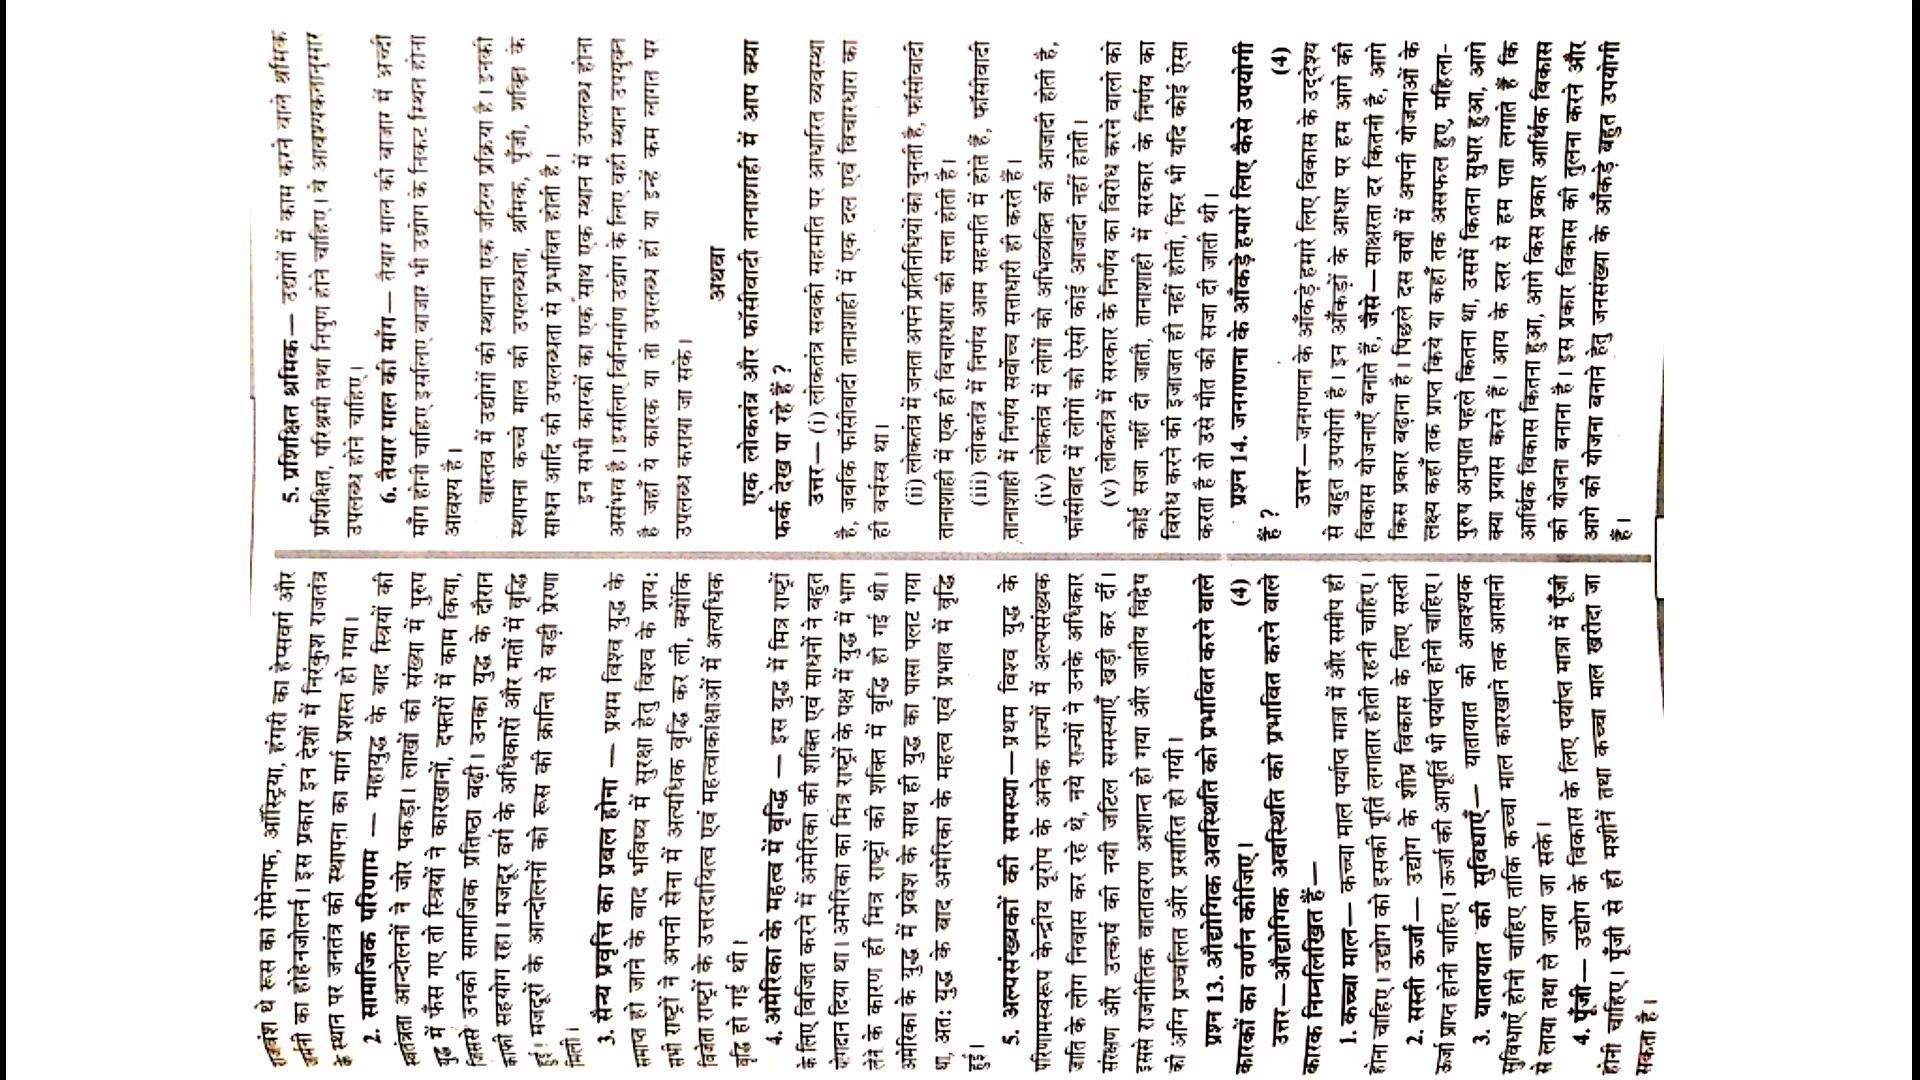 राजवंश थे रूस का रोमेनाफ, ऑस्ट्रिया, हंगरी का हैप्सबर्ग और
जर्मनी का होहेनजोलर्न। इस प्रकार इन देशों में निरंकुश राजतंत्र
के स्थान पर जनतंत्र की स्थापना का मार्ग प्रशस्त हो गया।
2. सामाजिक परिणाम — महायुद्ध के बाद स्त्रियों की
स्वतंत्रता आन्दोलनों ने जोर पकड़ा। लाखों की संख्या में पुरुष
युद्ध में फँस गए तो स्त्रियों ने कारखानों, दफ्तरों में काम किया,
जिससे उनकी सामाजिक प्रतिष्ठा बढ़ी। उनका युद्ध के दौरान
काफी सहयोग रहा। मजदूर वर्ग के अधिकारों और मतों में वृद्धि
हुई। मजदूरों के आन्दोलनों को रूस की क्रान्ति से बड़ी प्रेरणा
मिली।
3. सैन्य प्रवृत्ति का प्रबल होना — प्रथम विश्व युद्ध के
समाप्त हो जाने के बाद भविष्य में सुरक्षा हेतु विश्व के प्राय:
सभी राष्ट्रों ने अपनी सेना में अत्यधिक वृद्धि कर ली, क्योंकि
विजेता राष्ट्रों के उत्तरदायित्व एवं महत्वाकांक्षाओं में अत्यधिक
वृद्धि हो गई थी।
4. अमेरिका के महत्व में वृद्धि — इस युद्ध में मित्र राष्ट्रों
के लिए विजित करने में अमेरिका की शक्ति एवं साधनों ने बहुत
योगदान दिया था। अमेरिका का मित्र राष्ट्रों के पक्ष में युद्ध में भाग
लेने के कारण ही मित्र राष्ट्रों की शक्ति में वृद्धि हो गई थी।
अमेरिका के युद्ध में प्रवेश के साथ ही युद्ध का पासा पलट गया
था, अत: युद्ध के बाद अमेरिका के महत्व एवं प्रभाव में वृद्धि
हुई।
5. अल्पसंख्यकों की समस्या—प्रथम विश्व युद्ध के
परिणामस्वरूप केन्द्रीय यूरोप के अनेक राज्यों में अल्पसंख्यक
जाति के लोग निवास कर रहे थे, नये राज्यों ने उनके अधिकार
संरक्षण और उत्कर्ष की नयी जटिल समस्याएँ खड़ी कर दीं।
इससे राजनीतिक वातावरण अशान्त हो गया और जातीय विद्वेष
की अग्नि प्रज्वलित और प्रसारित हो गयी।
प्रश्न 13. औद्योगिक अवस्थिति को प्रभावित करने वाले
कारकों का वर्णन कीजिए। (4)
उत्तर—औद्योगिक अवस्थिति को प्रभावित करने वाले
कारक निम्नलिखित हैं—
1. कच्चा माल— कच्चा माल पर्याप्त मात्रा में और समीप ही
होना चाहिए। उद्योग को इसकी पूर्ति लगातार होती रहनी चाहिए।
2. सस्ती ऊर्जा— उद्योग के शीघ्र विकास के लिए सस्ती
ऊर्जा प्राप्त होनी चाहिए। ऊर्जा की आपूर्ति भी पर्याप्त होनी चाहिए।
3. यातायात की सुविधाएँ— यातायात की आवश्यक
सुविधाएँ होनी चाहिए ताकि कच्चा माल कारखाने तक आसानी
से लाया तथा ले जाया जा सके।
4. पूँजी— उद्योग के विकास के लिए पर्याप्त मात्रा में पूँजी
होनी चाहिए। पूँजी से ही मशीनें तथा कच्चा माल खरीदा जा
सकता है।
5. प्रशिक्षित श्रमिक— उद्योगों में काम करने वाले श्रमिक
प्रशिक्षित, परिश्रमी तथा निपुण होने चाहिए। वे आवश्यकतानुसार
उपलब्ध होने चाहिए।
6. तैयार माल की माँग— तैयार माल की बाजार में अच्छी
माँग होनी चाहिए इसलिए बाजार भी उद्योग के निकट स्थित होना
आवश्य है।
वास्तव में उद्योगों की स्थापना एक जटिल प्रक्रिया है। इनकी
स्थापना कच्चे माल की उपलब्धता, श्रमिक, पूँजी, शक्ति के
साधन आदि की उपलब्धता से प्रभावित होती है।
इन सभी कारकों का एक साथ एक स्थान में उपलब्ध होना
असंभव है। इसलिए विनिर्माण उद्योग के लिए वही स्थान उपयुक्त
है जहाँ ये कारक या तो उपलब्ध हों या इन्हें कम लागत पर
उपलब्ध कराया जा सके।
अथवा
एक लोकतंत्र और फाँसीवादी तानाशाही में आप क्या
फर्क देख पा रहे हैं ?
उत्तर— (i) लोकतंत्र सबकी सहमति पर आधारित व्यवस्था
है, जबकि फाँसीवादी तानाशाही में एक दल एवं विचारधारा का
ही वर्चस्व था।
(ii) लोकतंत्र में जनता अपने प्रतिनिधियों को चुनती है, फाँसीवादी
तानाशाही में एक ही विचारधारा की सत्ता होती है।
(iii) लोकतंत्र में निर्णय आम सहमति में होते हैं, फाँसीवादी
तानाशाही में निर्णय सर्वोच्च सत्ताधारी ही करते हैं।
(iv) लोकतंत्र में लोगों को अभिव्यक्ति की आजादी होती है,
फाँसीवाद में लोगों को ऐसी कोई आजादी नहीं होती।
(v) लोकतंत्र में सरकार के निर्णय का विरोध करने वालों को
कोई सजा नहीं दी जाती, तानाशाही में सरकार के निर्णय का
विरोध करने की इजाजत ही नहीं होती, फिर भी यदि कोई ऐसा
करता है तो उसे मौत की सजा दी जाती थी।
प्रश्न 14. जनगणना के आँकड़े हमारे लिए कैसे उपयोगी
हैं ? (4)
उत्तर—जनगणना के आँकड़े हमारे लिए विकास के उद्देश्य
से बहुत उपयोगी है। इन आँकड़ों के आधार पर हम आगे की
विकास योजनाएँ बनाते हैं, जैसे—साक्षरता दर कितनी है, आगे
किस प्रकार बढ़ाना है। पिछले दस वर्षों में अपनी योजनाओं के
लक्ष्य कहाँ तक प्राप्त किये या कहाँ तक असफल हुए, महिला-
पुरुष अनुपात पहले कितना था, उसमें कितना सुधार हुआ, आगे
क्या प्रयास करने हैं। आय के स्तर से हम पता लगाते हैं कि
आर्थिक विकास कितना हुआ, आगे किस प्रकार आर्थिक विकास
की योजना बनाना है। इस प्रकार विकास की तुलना करने और
आगे की योजना बनाने हेतु जनसंख्या के आँकड़े बहुत उपयोगी
हैं।